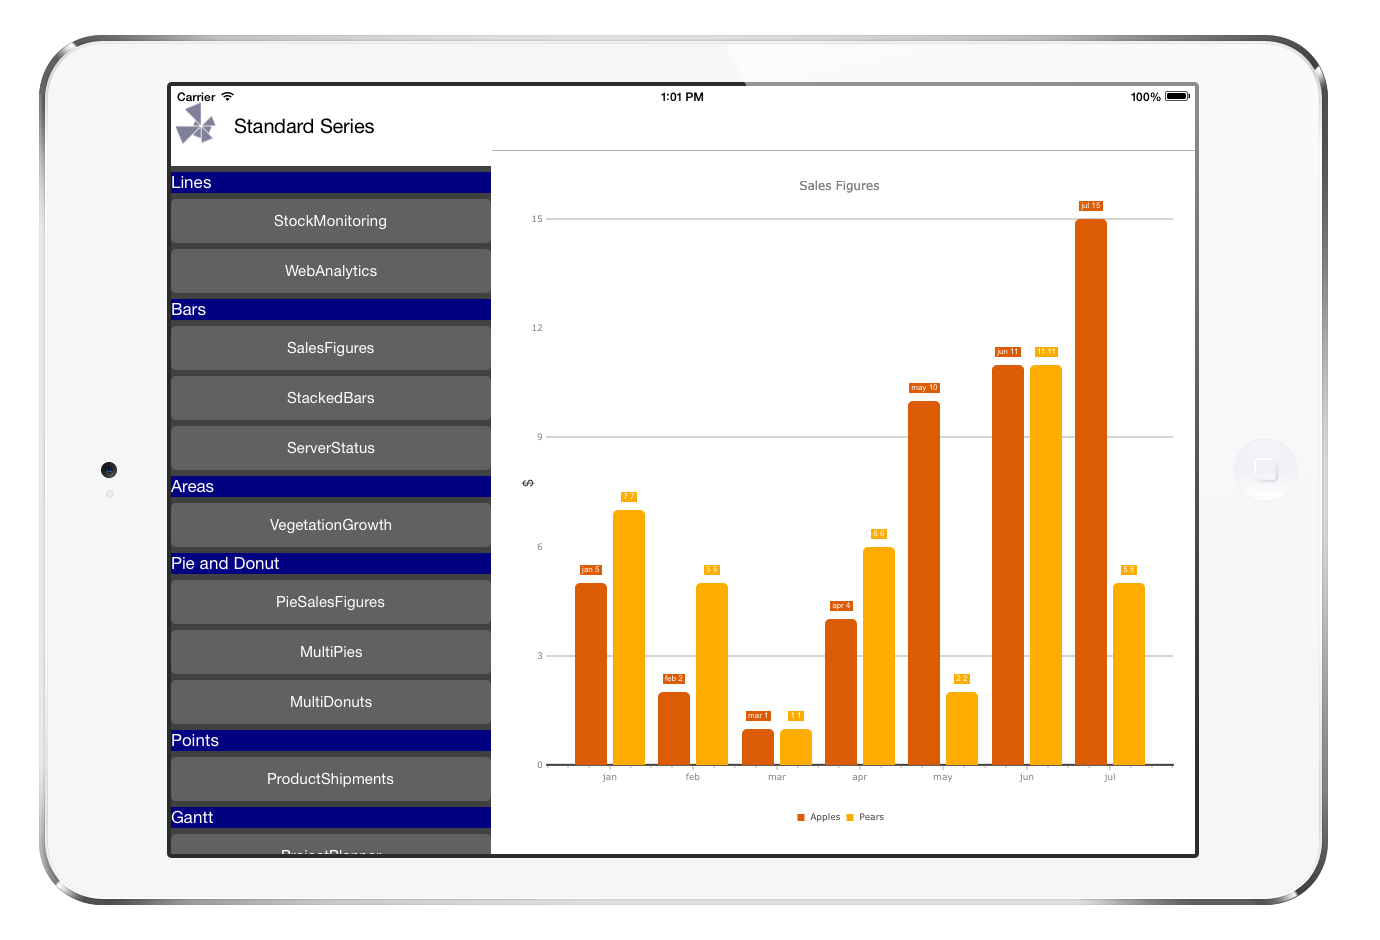 Carrier 1:01 PM 100%
Standard Series
Lines
StockMonitoring
WebAnalytics
Bars
SalesFigures
StackedBars
ServerStatus
Areas
VegetationGrowth
Pie and Donut
PieSalesFigures
MultiPies
MultiDonuts
Points
ProductShipments
Gantt
ProjectPlanner
Sales Figures
jul 15
15
12
jun 11 11 11
may 10
9
$
7 7
6 6
6
jan 5 5 5 5 5
apr 4
3
feb 2 2 2
mar 1 1 1
0
jan feb mar apr may jun jul
Apples Pears